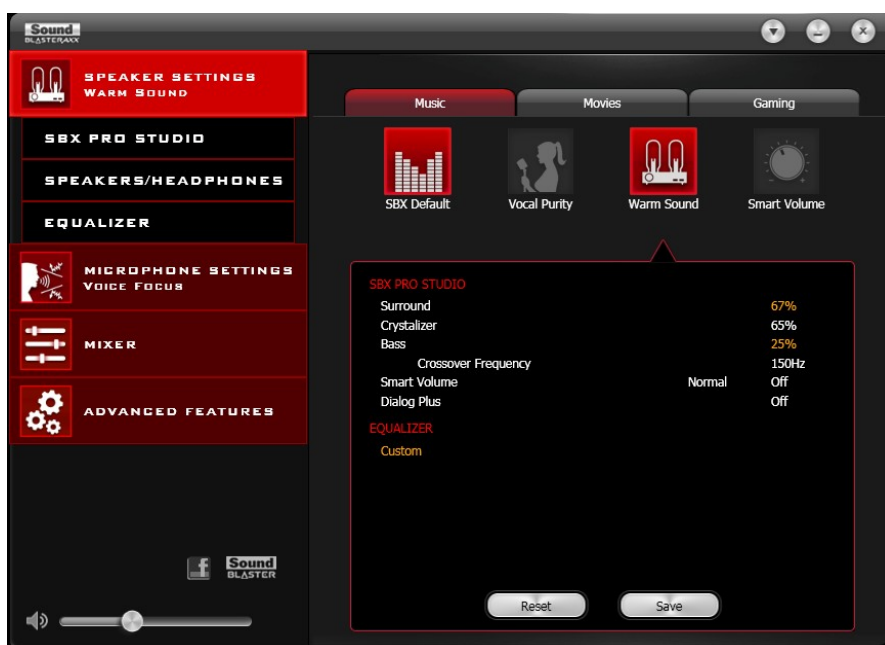 Sound
BLASTERAXX
SPEAKER SETTINGS
WARM SOUND
SBX PRO STUDIO
SPEAKERS/HEADPHONES
EQUALIZER
MICROPHONE SETTINGS
VOICE FOCUS
MIXER
ADVANCED FEATURES
f Sound
BLASTER
Music Movies Gaming
SBX Default Vocal Purity Warm Sound Smart Volume
SBX PRO STUDIO
Surround 67%
Crystalizer 65%
Bass 25%
Crossover Frequency 150Hz
Smart Volume Normal Off
Dialog Plus Off
EQUALIZER
Custom
Reset Save